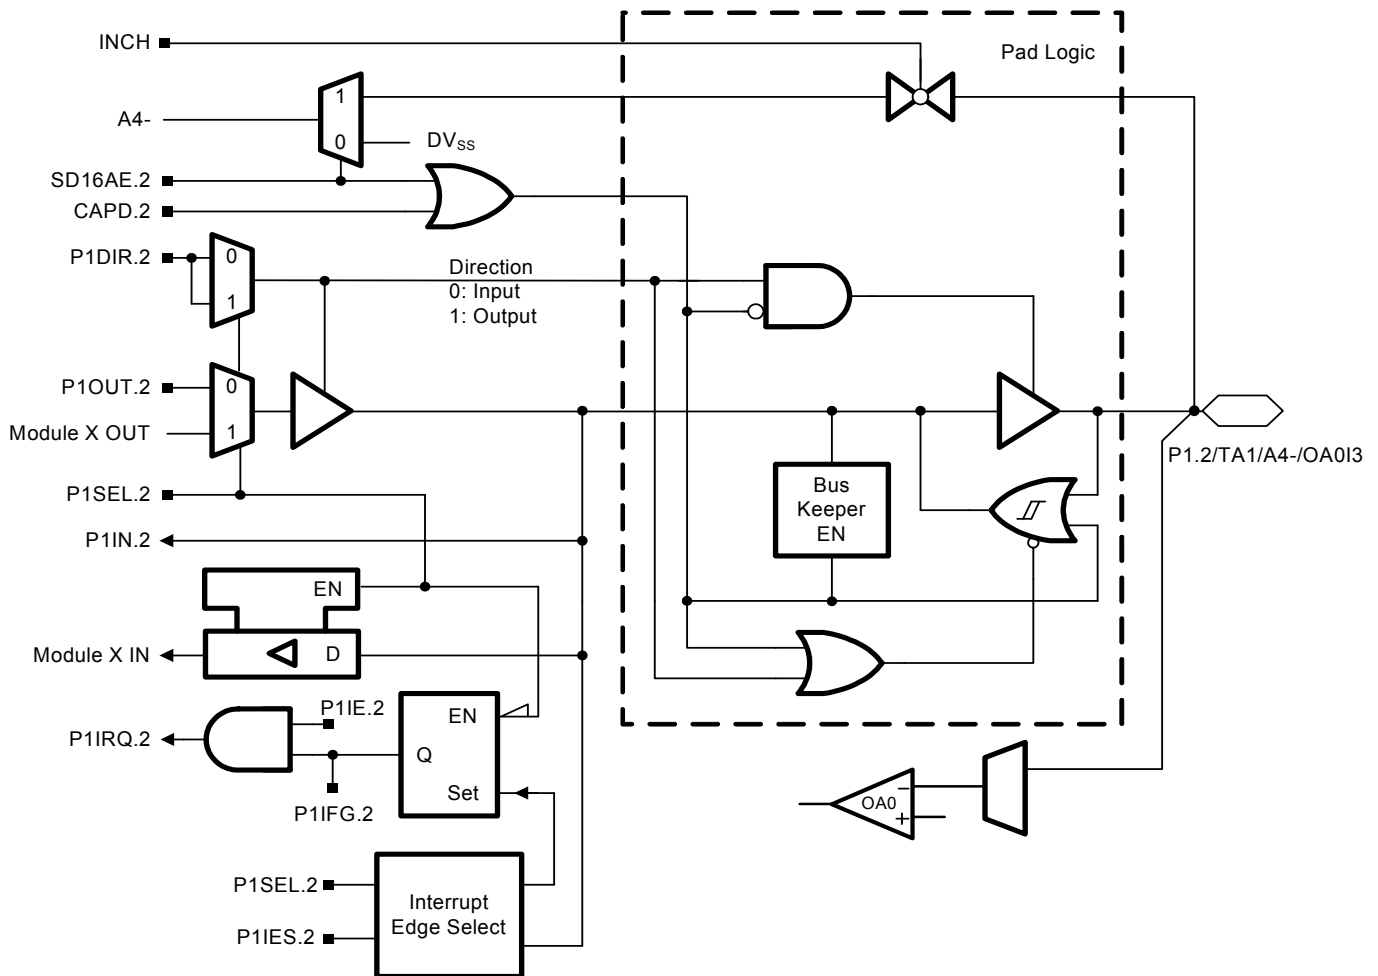 INCH
Pad Logic
1
A4-
0
DVSS
SD16AE.2
CAPD.2
P1DIR.2
0
1
Direction
0: Input
1: Output
P1OUT.2
0
Module X OUT
1
P1.2/TA1/A4-/OA0I3
P1SEL.2
Bus
Keeper
EN
P1IN.2
EN
Module X IN
D
P1IE.2
EN
P1IRQ.2
Q
Set
P1IFG.2
OA0
−
+
P1SEL.2
Interrupt
Edge Select
P1IES.2